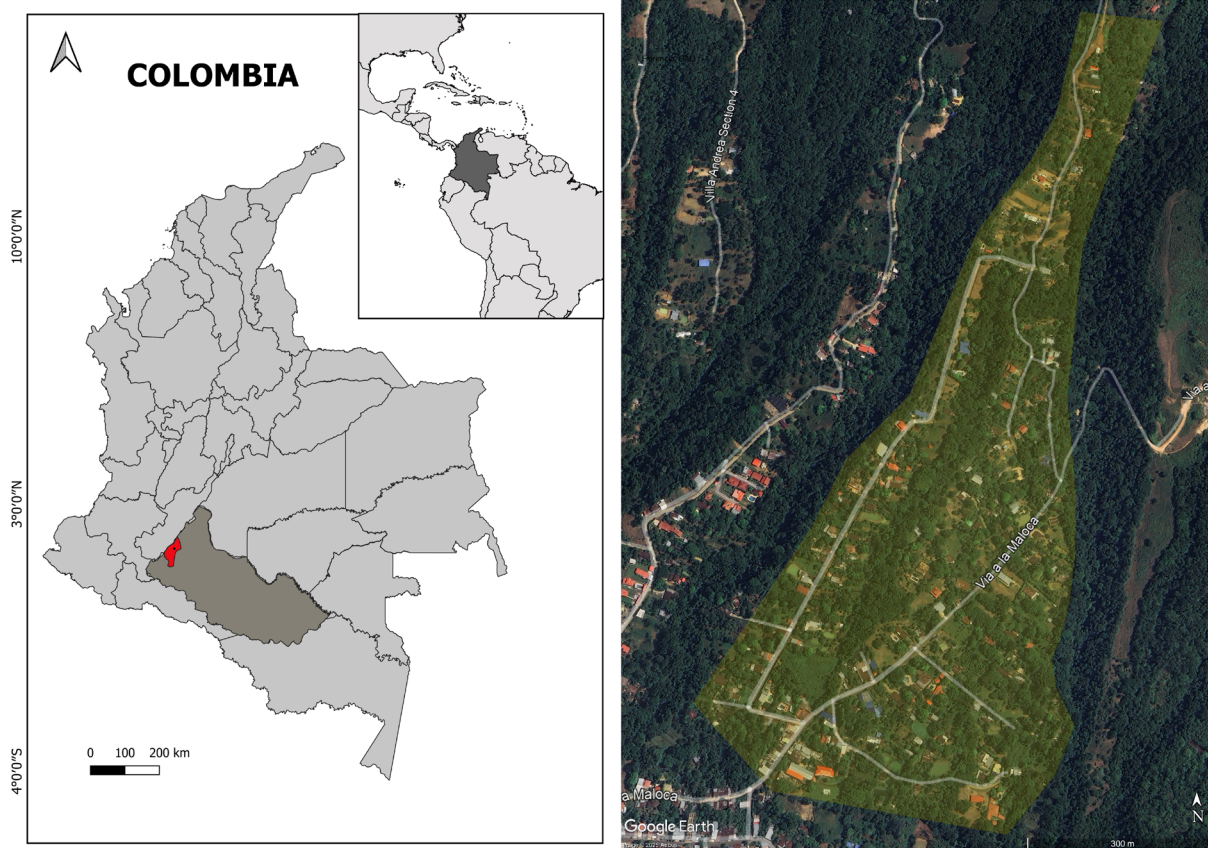 COLOMBIA
10°0'0"N
3°0'0"N
4°0'0"S
0 100 200 km
Villa Andrea Section 4
Via a
Via a la Maloca
a Maloca
Google Earth
N
300 m